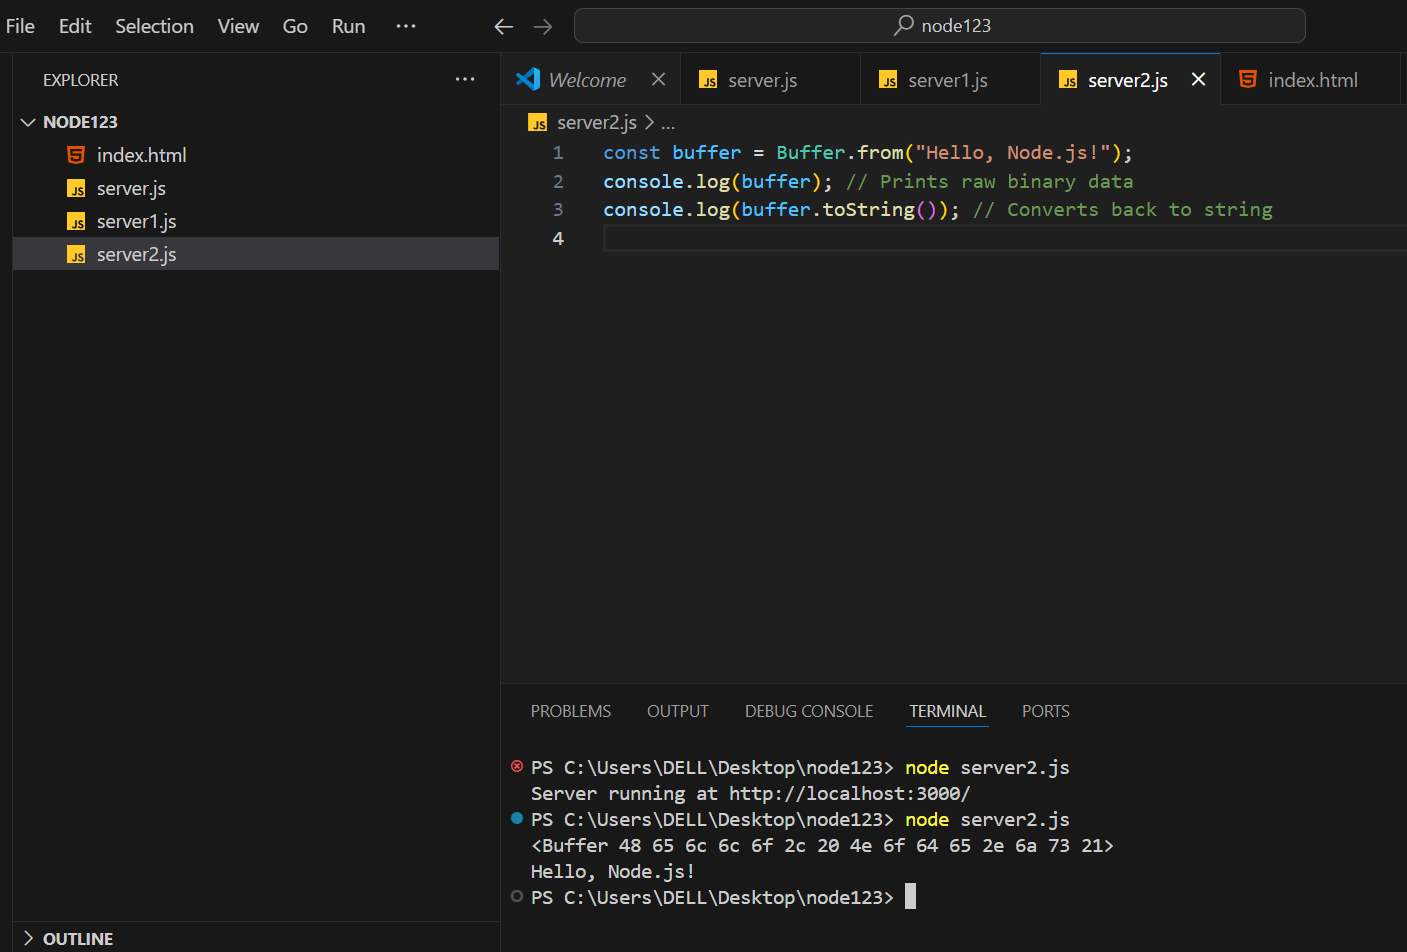 File Edit Selection View Go Run ··· ← → node123
EXPLORER ···
NODE123
index.html
server.js
server1.js
server2.js
OUTLINE
Welcome server.js server1.js server2.js index.html
server2.js > ...
1 const buffer = Buffer.from("Hello, Node.js!");
2 console.log(buffer); // Prints raw binary data
3 console.log(buffer.toString()); // Converts back to string
4
PROBLEMS OUTPUT DEBUG CONSOLE TERMINAL PORTS
PS C:\Users\DELL\Desktop\node123> node server2.js
Server running at http://localhost:3000/
PS C:\Users\DELL\Desktop\node123> node server2.js
<Buffer 48 65 6c 6c 6f 2c 20 4e 6f 64 65 2e 6a 73 21>
Hello, Node.js!
PS C:\Users\DELL\Desktop\node123>